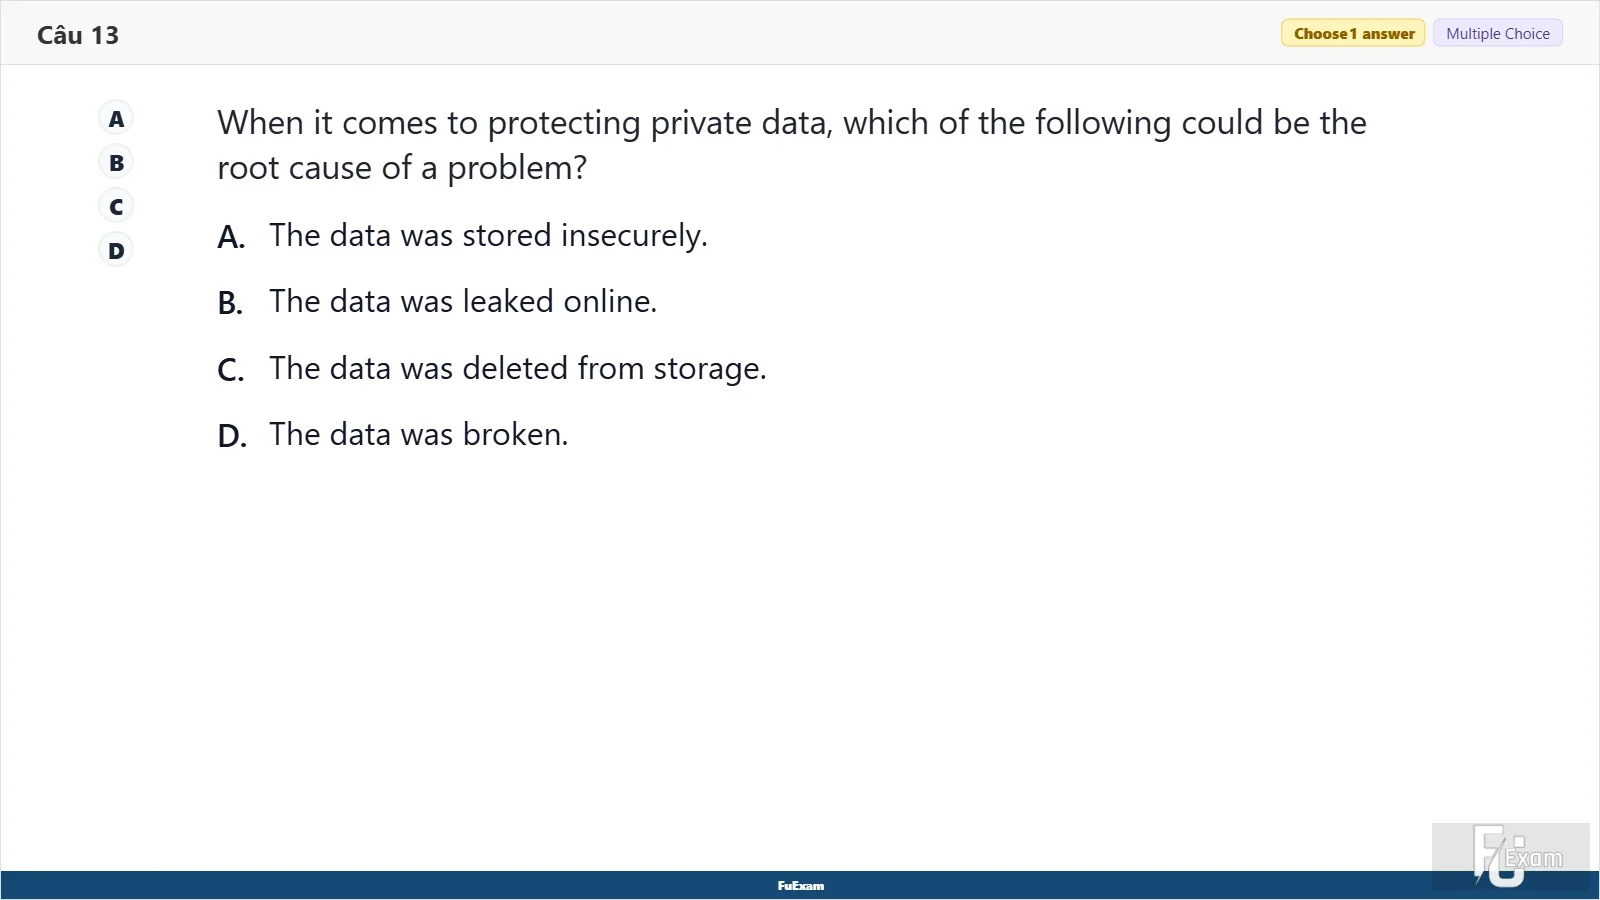 Câu 13
Choose1 answer
Multiple Choice
A
B
C
D
When it comes to protecting private data, which of the following could be the
root cause of a problem?
A. The data was stored insecurely.
B. The data was leaked online.
C. The data was deleted from storage.
D. The data was broken.
FU Exam
FuExam